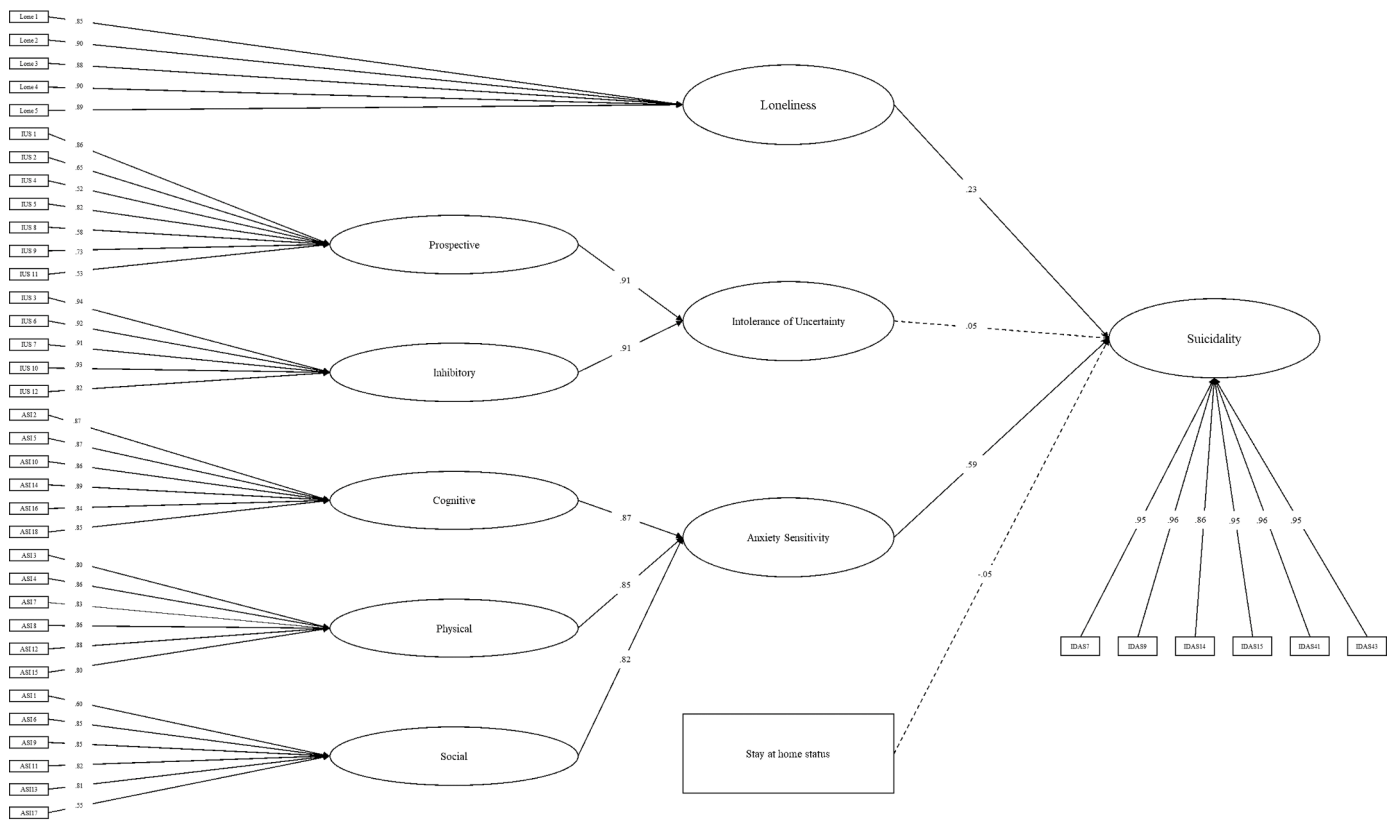 Lone 1
.85
Lone 2
.90
Lone 3
.88
Lone 4
.90
Lone 5
.89
IUS 1
.86
IUS 2
.65
IUS 4
.52
IUS 5
.82
IUS 8
.58
IUS 9
.73
IUS 11
.53
IUS 3
.94
IUS 6
.92
IUS 7
.91
IUS 10
.93
IUS 12
.82
ASI 2
.87
ASI 5
.87
ASI 10
.86
ASI 14
.89
ASI 16
.84
ASI 18
.85
ASI 3
.80
ASI 4
.86
ASI 7
.83
ASI 8
.86
ASI 12
.88
ASI 15
.80
ASI 1
.60
ASI 6
.85
ASI 9
.85
ASI 11
.82
ASI 13
.81
ASI 17
.55
Prospective
Inhibitory
Cognitive
Physical
Social
.91
.91
.87
.85
.82
Loneliness
Intolerance of Uncertainty
Anxiety Sensitivity
Stay at home status
.23
.05
.59
-.05
Suicidality
.95
.96
.86
.95
.96
.95
IDAS7
IDAS9
IDAS14
IDAS15
IDAS41
IDAS43